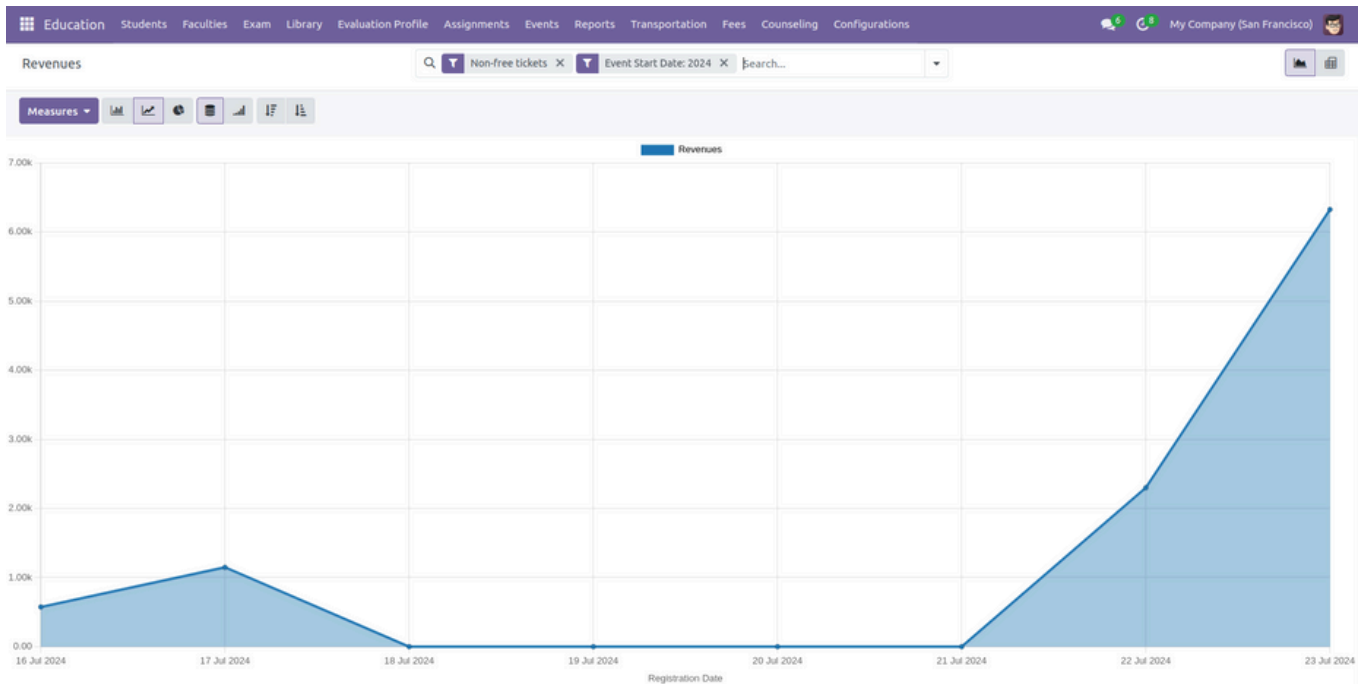 Education Students Faculties Exam Library Evaluation Profile Assignments Events Reports Transportation Fees Counseling Configurations 6 8 My Company (San Francisco)
Revenues Non-free tickets × Event Start Date: 2024 × Search...
Measures
Revenues
7.00k
6.00k
5.00k
4.00k
3.00k
2.00k
1.00k
0.00
16 Jul 2024 17 Jul 2024 18 Jul 2024 19 Jul 2024 20 Jul 2024 21 Jul 2024 22 Jul 2024 23 Jul 2024
Registration Date